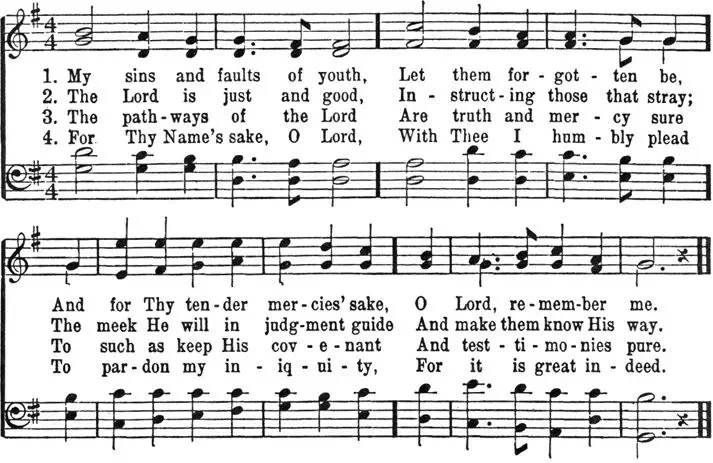 1. My sins and faults of youth, Let them for-got-ten be,
2. The Lord is just and good, In-struct-ing those that stray;
3. The path-ways of the Lord Are truth and mer-cy sure
4. For Thy Name's sake, O Lord, With Thee I hum-bly plead
And for Thy ten-der mer-cies' sake, O Lord, re-mem-ber me.
The meek He will in judg-ment guide And make them know His way.
To such as keep His cov-e-nant And test-ti-mo-nies pure.
To par-don my in-iq-ui-ty, For it is great in-deed.